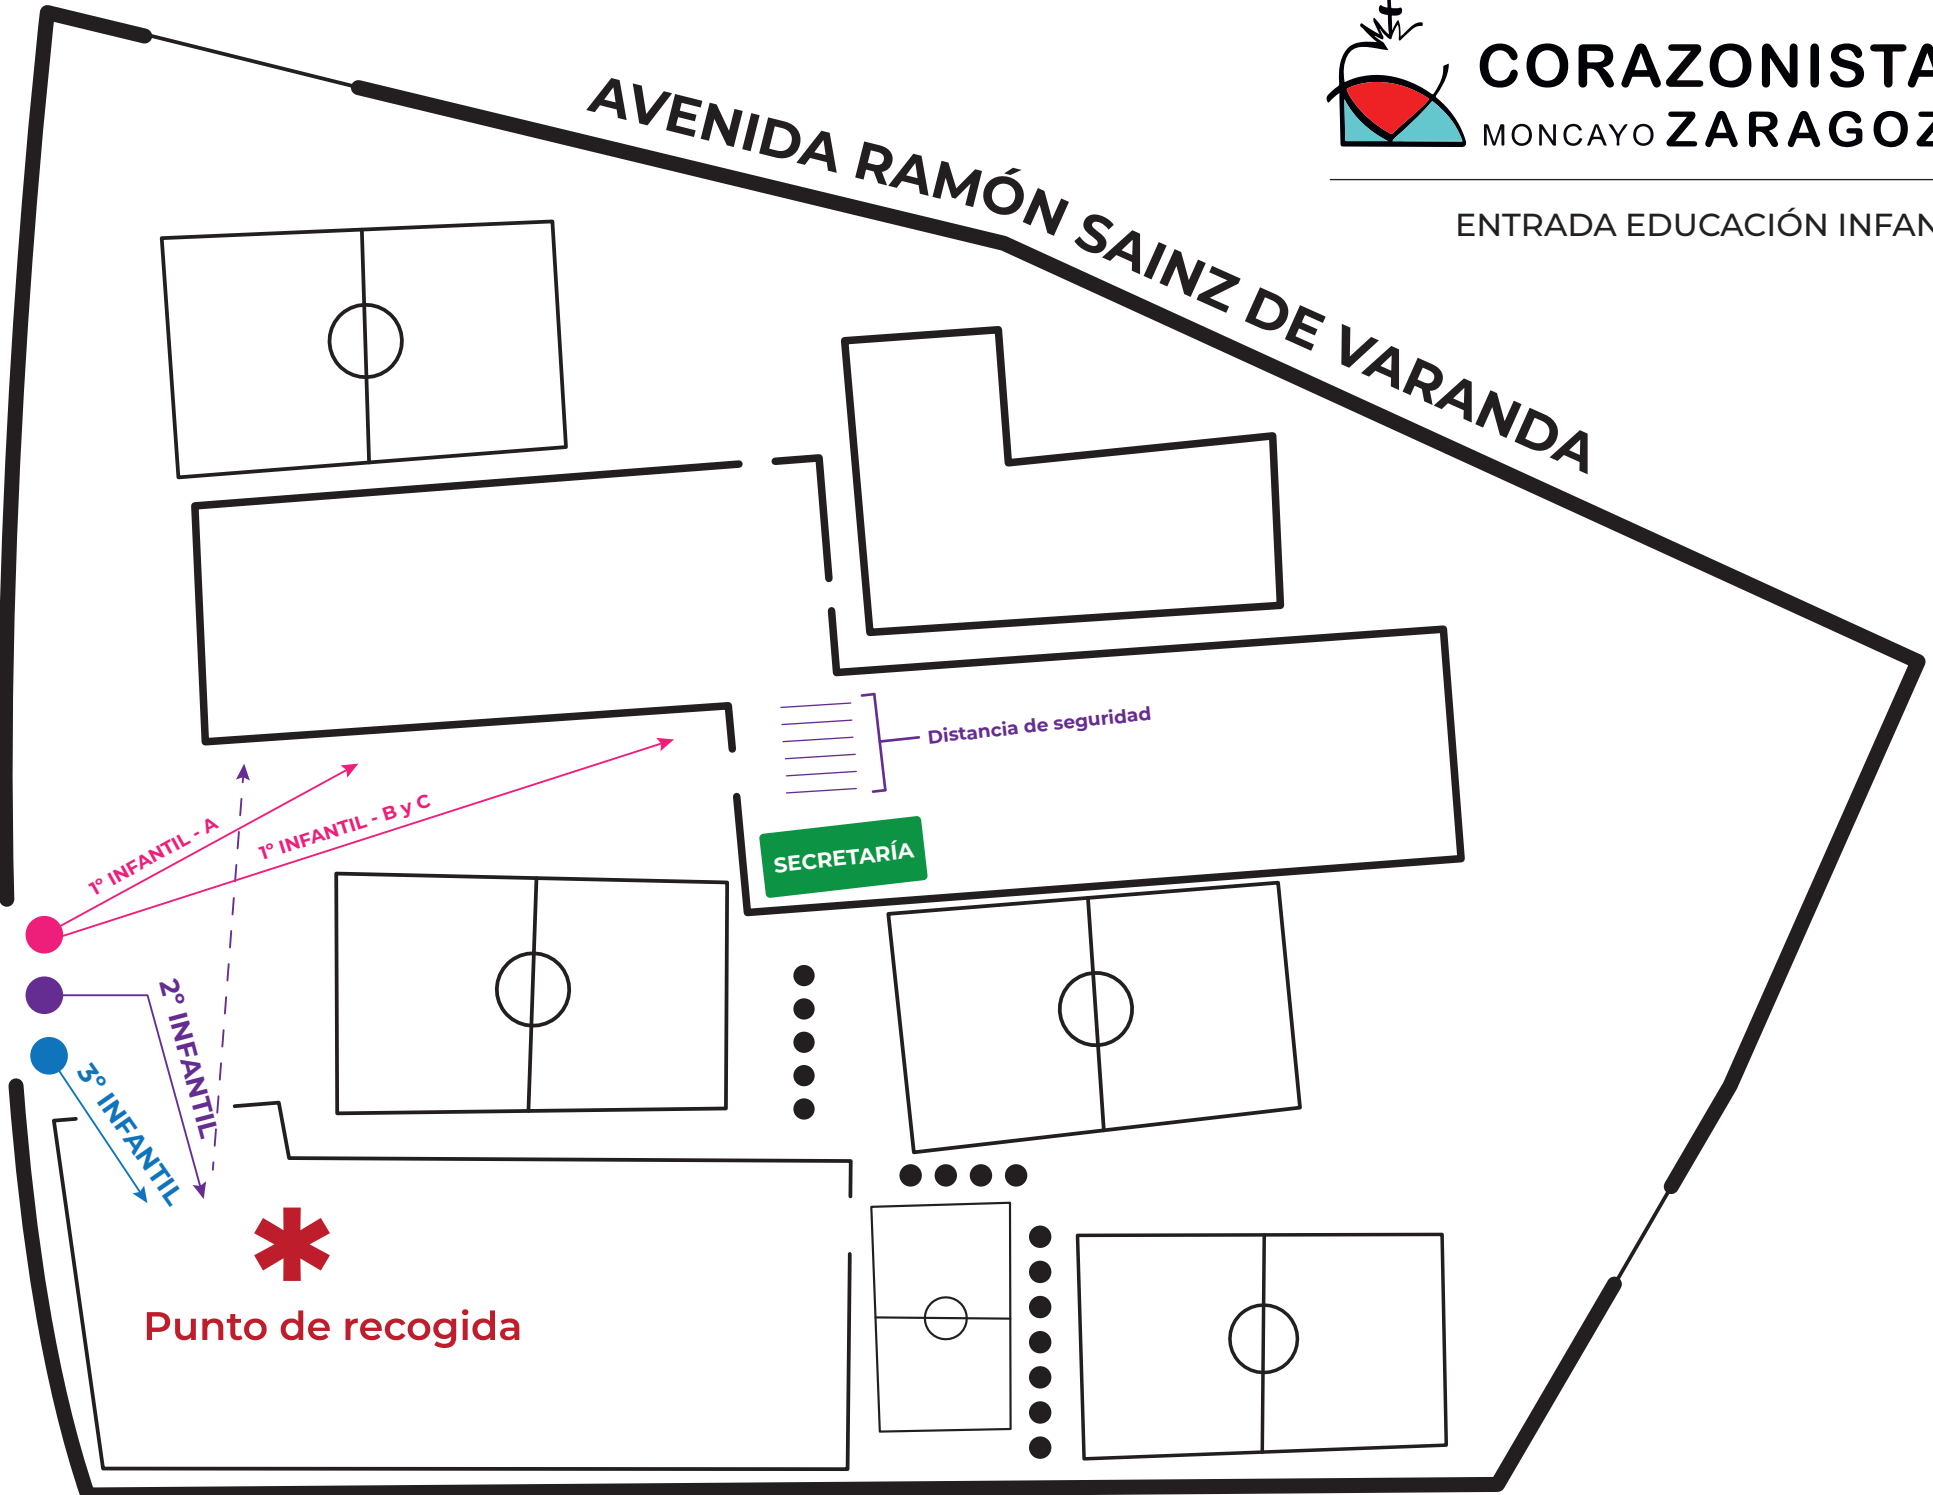 CORAZONISTA
MONCAYO ZARAGOZ
ENTRADA EDUCACIÓN INFAN
AVENIDA RAMÓN SAINZ DE VARANDA
Distancia de seguridad
SECRETARÍA
1º INFANTIL - A
1º INFANTIL - B y C
2º INFANTIL
3º INFANTIL
Punto de recogida